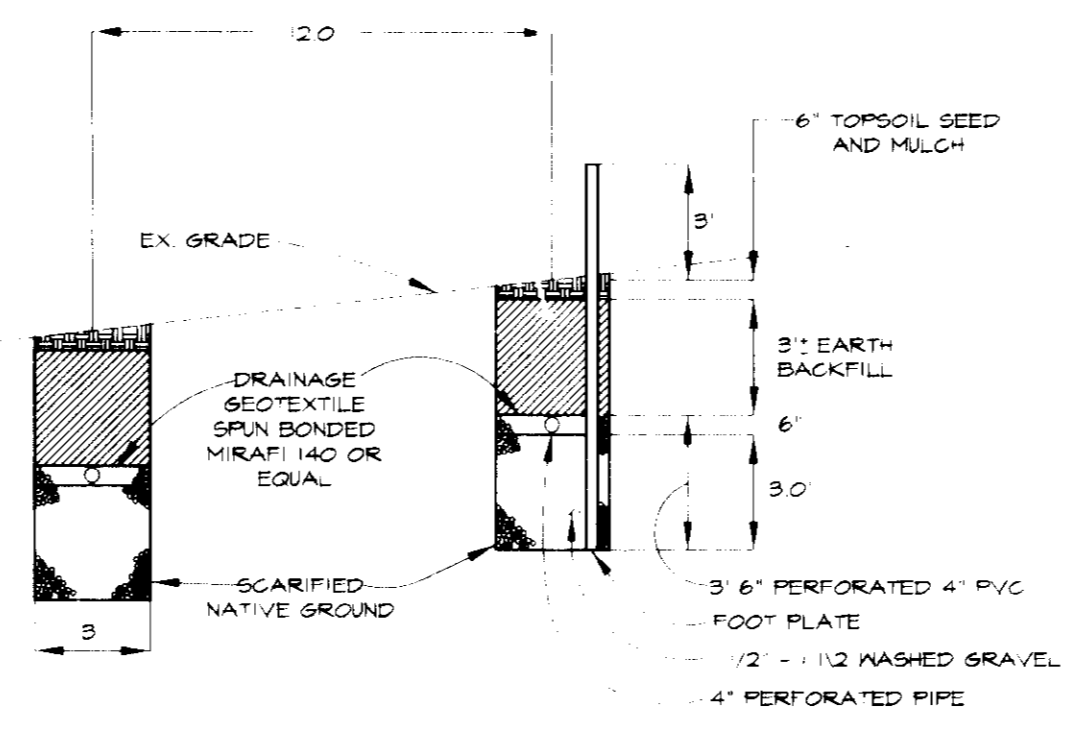 12.0
6" TOPSOIL SEED
AND MULCH
3'
EX. GRADE
3'± EARTH
BACKFILL
DRAINAGE
GEOTEXTILE
SPUN BONDED
MIRAFI 140 OR
EQUAL
6"
3.0'
SCARIFIED
NATIVE GROUND
3' 6" PERFORATED 4" PVC
FOOT PLATE
3
WASHED GRAVEL
4" PERFORATED PIPE